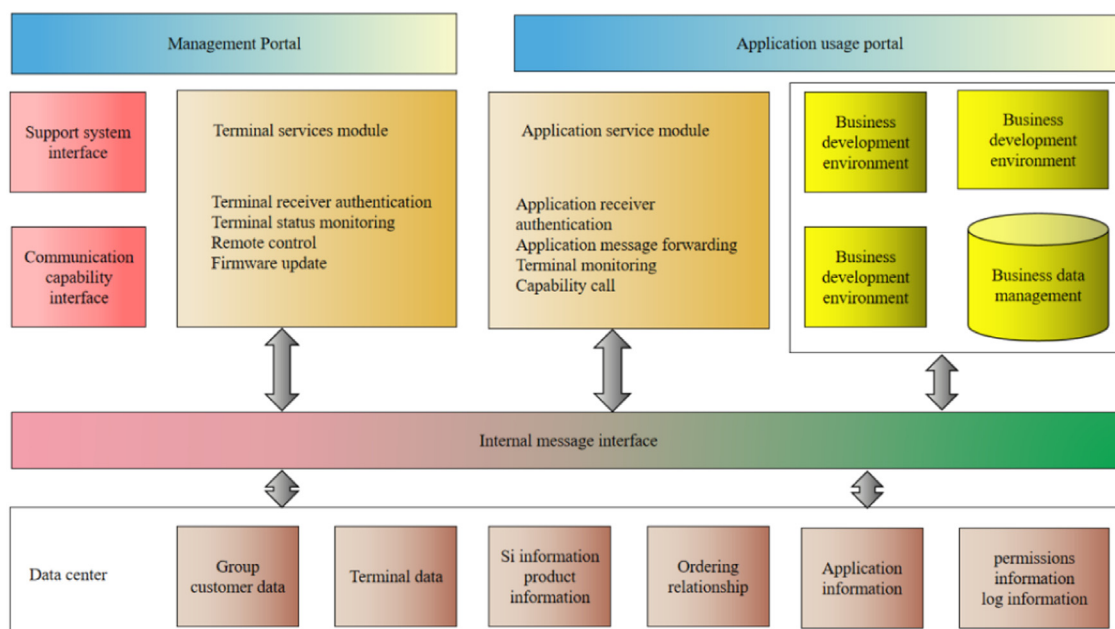 Management Portal
Application usage portal
Support system
interface
Terminal services module
Terminal receiver authentication
Terminal status monitoring
Remote control
Firmware update
Application service module
Application receiver
authentication
Application message forwarding
Terminal monitoring
Capability call
Business
development
environment
Business
development
environment
Communication
capability
interface
Business
development
environment
Business data
management
Internal message interface
Data center
Group
customer data
Terminal data
Si information
product
information
Ordering
relationship
Application
information
permissions
information
log information